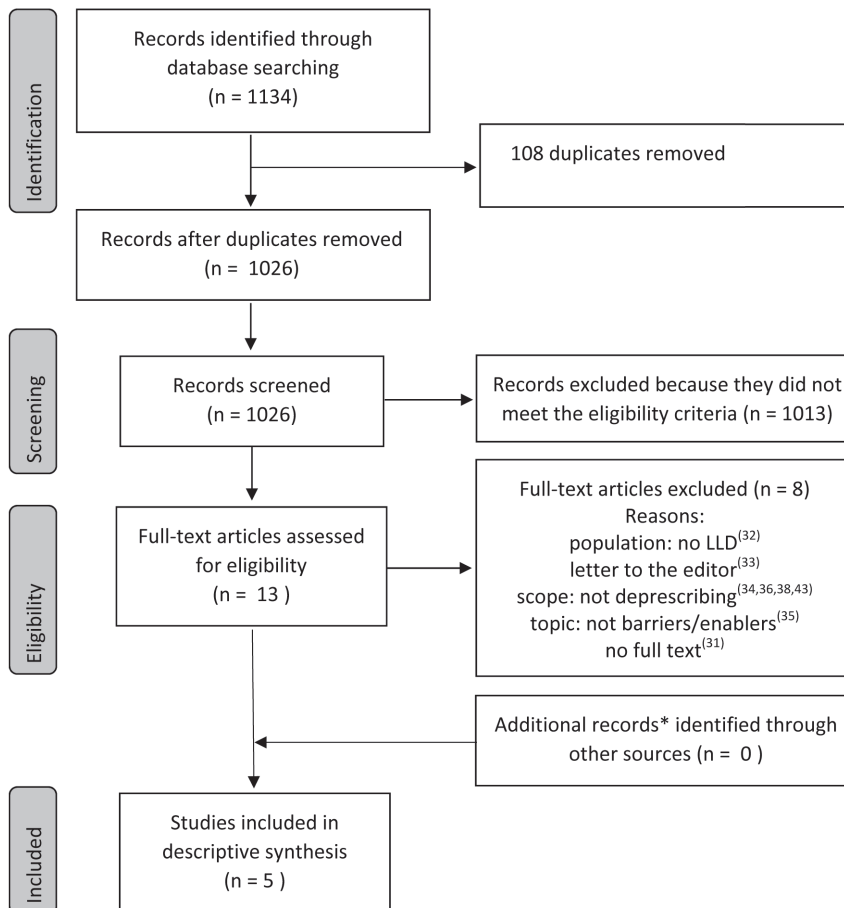 Identification
Records identified through
database searching
(n = 1134)
108 duplicates removed
Records after duplicates removed
(n = 1026)
Screening
Records screened
(n = 1026)
Records excluded because they did not
meet the eligibility criteria (n = 1013)
Eligibility
Full-text articles assessed
for eligibility
(n = 13 )
Full-text articles excluded (n = 8)
Reasons:
population: no LLD(32)
letter to the editor(33)
scope: not deprescribing(34,36,38,43)
topic: not barriers/enablers(35)
no full text(31)
Additional records* identified through
other sources (n = 0 )
Included
Studies included in
descriptive synthesis
(n = 5 )